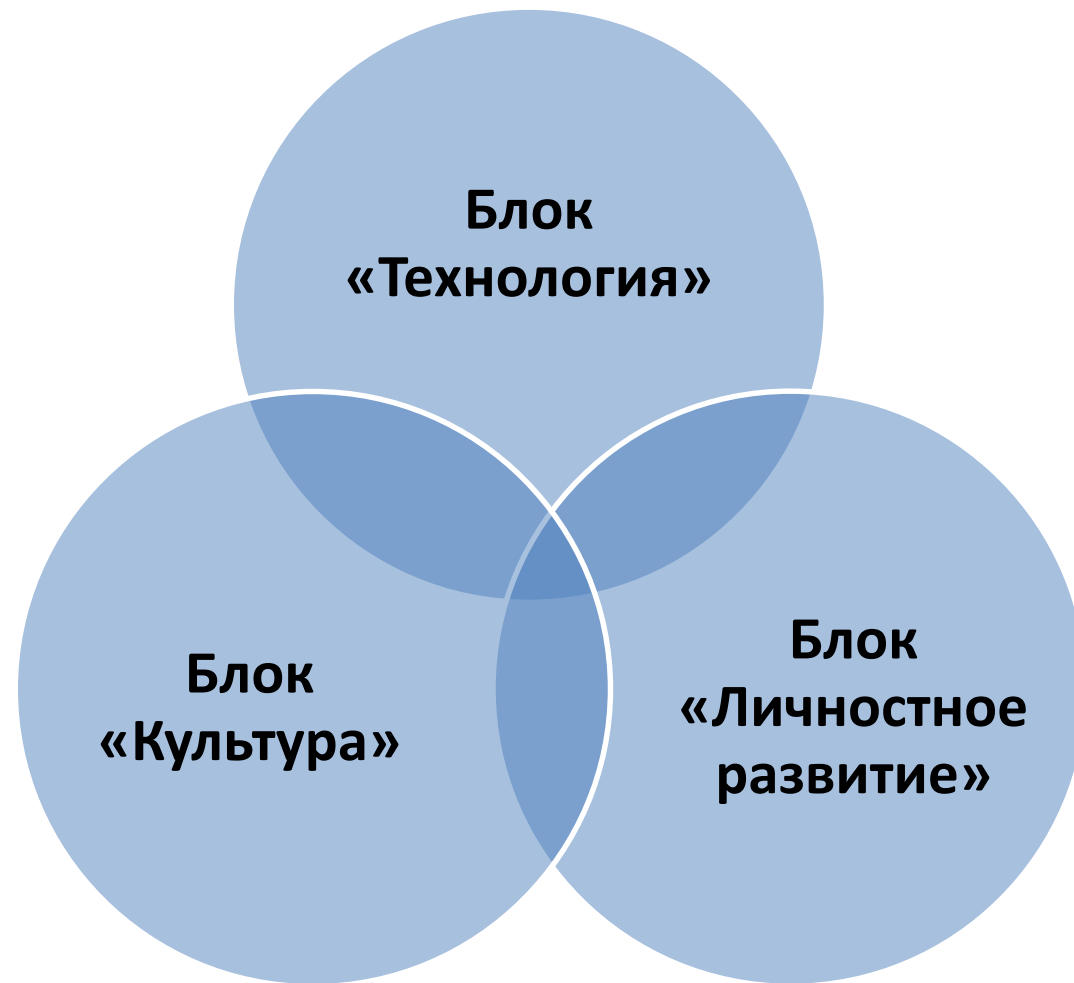 Блок
«Технология»
Блок
«Культура»
Блок
«Личностное
развитие»